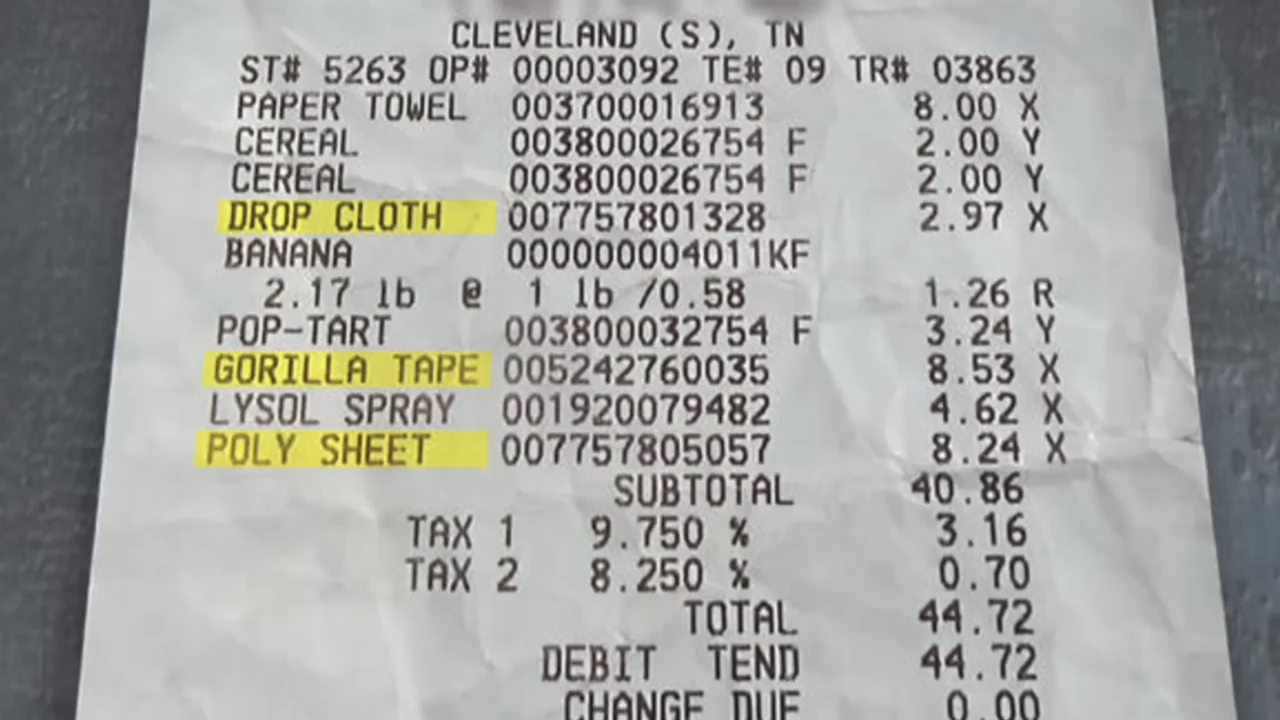 CLEVELAND (S), TN
ST# 5263 OP# 00003092 TE# 09 TR# 03863
PAPER TOWEL 003700016913 8.00 X
CEREAL 003800026754 F 2.00 Y
CEREAL 003800026754 F 2.00 Y
DROP CLOTH 007757801328 2.97 X
BANANA 000000004011KF
2.17 lb @ 1 lb /0.58 1.26 R
POP-TART 003800032754 F 3.24 Y
GORILLA TAPE 005242760035 8.53 X
LYSOL SPRAY 001920079482 4.62 X
POLY SHEET 007757805057 8.24 X
SUBTOTAL 40.86
TAX 1 9.750 % 3.16
TAX 2 8.250 % 0.70
TOTAL 44.72
DEBIT TEND 44.72
CHANGE DUE 0.00